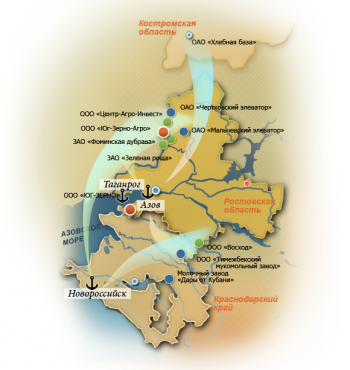 Костромская
область
ОАО «Хлебная база»
ОАО «Чертковский элеватор»
ООО «Центр-Агро-Инвест»
ООО «Юг-Зерно-Агро»
ОАО «Мальчевский элеватор»
ЗАО «Фоминская дубрава»
ЗАО «Зеленая роща»
Таганрог
ООО «ЮГ-ЗЕРНО
Азов
Ростовская
область
АЗОВСКОЕ
МОРЕ
ООО «Восход»
ООО «Тимежбекский
мукомольный завод»
Молочный завод
«Дары от Кубани»
Новороссийск
Краснодарский
край